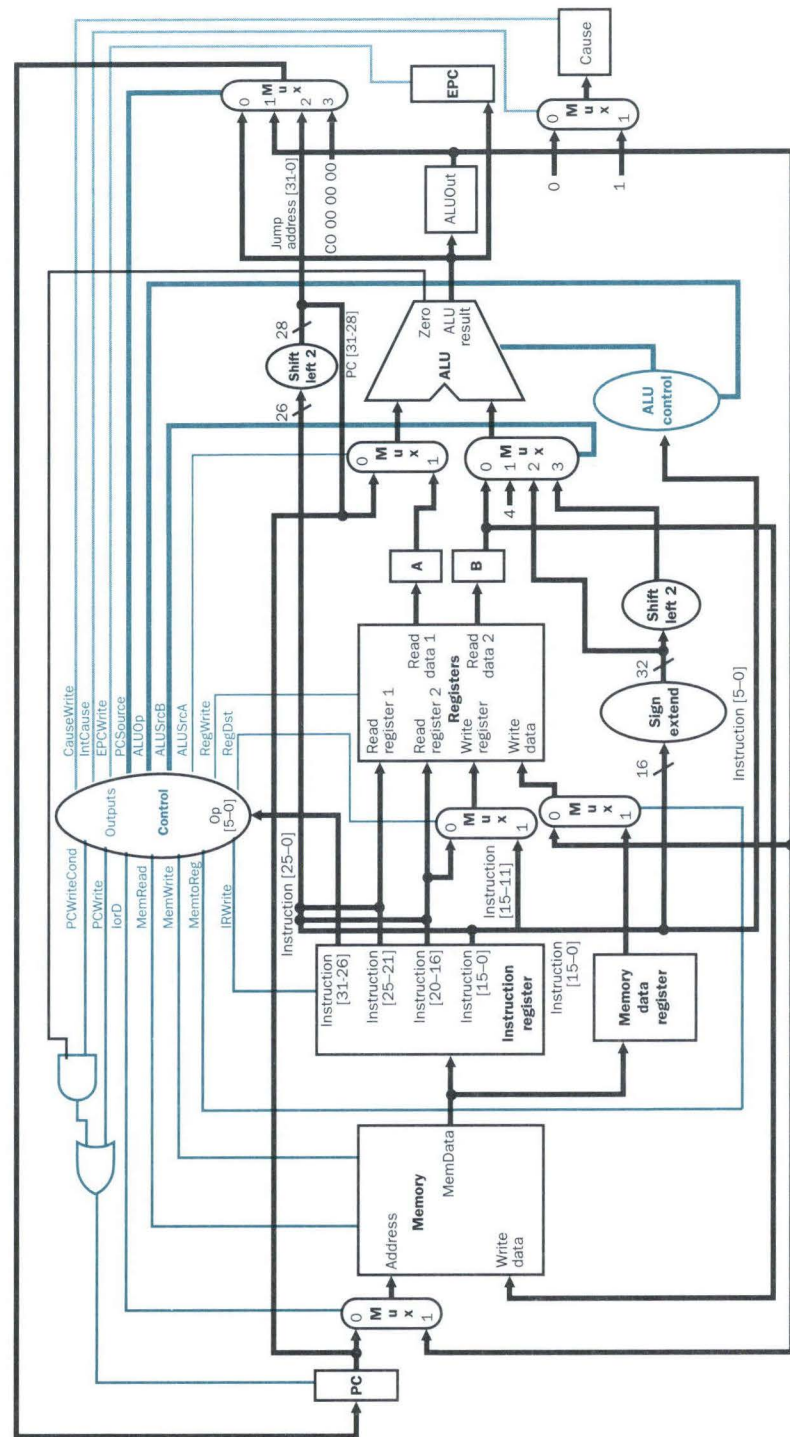 CauseWrite
IntCause
EPCWrite
PCSource
ALUOp
ALUSrcB
ALUSrcA
RegWrite
RegDst
PCWriteCond
PCWrite
IorD
MemRead
MemWrite
MemtoReg
IRWrite
Outputs
Control
Op
[5–0]
PC
0
M
u
x
1
Address
Memory
MemData
Write
data
Instruction
[31-26]
Instruction
[25–21]
Instruction
[20–16]
Instruction
[15–0]
Instruction
register
Instruction [25–0]
Instruction
[15–11]
Instruction
[15–0]
Memory
data
register
0
M
u
x
1
0
M
u
x
1
Read
register 1
Read
register 2
Write
register
Write
data
Registers
Read
data 1
Read
data 2
16
Sign
extend
32
Shift
left 2
Instruction [5–0]
A
B
4
0
M
u
x
1
0
1
M
u
x
2
3
26
Shift
left 2
28
PC [31-28]
Jump
address [31-0]
CO 00 00 00
Zero
ALU
ALU
result
ALU
control
ALUOut
0
1
M
u
x
2
3
EPC
0
1
0
M
u
x
1
Cause